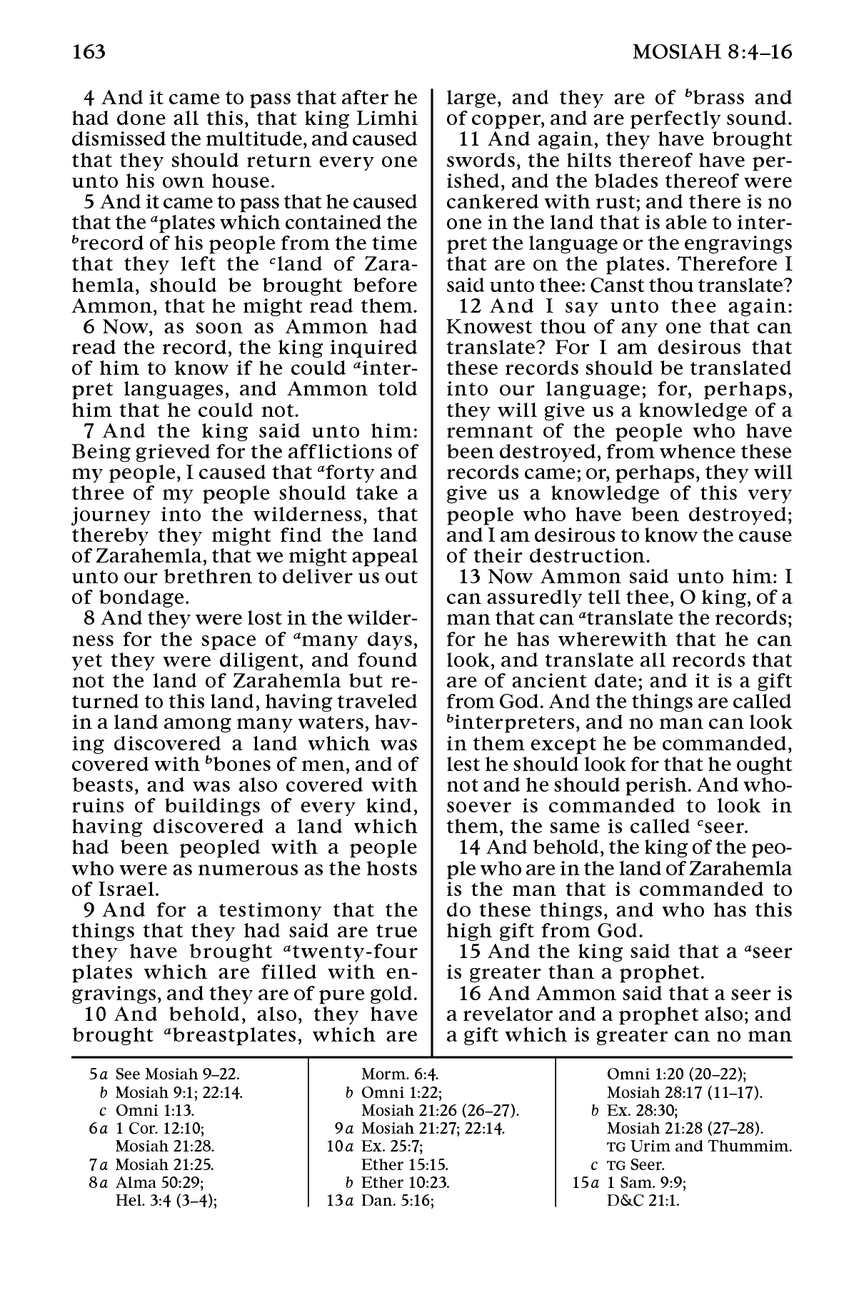 163
MOSIAH 8:4–16
4 And it came to pass that after he
had done all this, that king Limhi
dismissed the multitude, and caused
that they should return every one
unto his own house.
5 And it came to pass that he caused
that the aplates which contained the
brecord of his people from the time
that they left the cland of Zara-
hemla, should be brought before
Ammon, that he might read them.
6 Now, as soon as Ammon had
read the record, the king inquired
of him to know if he could ainter-
pret languages, and Ammon told
him that he could not.
7 And the king said unto him:
Being grieved for the afflictions of
my people, I caused that aforty and
three of my people should take a
journey into the wilderness, that
thereby they might find the land
of Zarahemla, that we might appeal
unto our brethren to deliver us out
of bondage.
8 And they were lost in the wilder-
ness for the space of amany days,
yet they were diligent, and found
not the land of Zarahemla but re-
turned to this land, having traveled
in a land among many waters, hav-
ing discovered a land which was
covered with bbones of men, and of
beasts, and was also covered with
ruins of buildings of every kind,
having discovered a land which
had been peopled with a people
who were as numerous as the hosts
of Israel.
9 And for a testimony that the
things that they had said are true
they have brought atwenty-four
plates which are filled with en-
gravings, and they are of pure gold.
10 And behold, also, they have
brought abreastplates, which are
large, and they are of bbrass and
of copper, and are perfectly sound.
11 And again, they have brought
swords, the hilts thereof have per-
ished, and the blades thereof were
cankered with rust; and there is no
one in the land that is able to inter-
pret the language or the engravings
that are on the plates. Therefore I
said unto thee: Canst thou translate?
12 And I say unto thee again:
Knowest thou of any one that can
translate? For I am desirous that
these records should be translated
into our language; for, perhaps,
they will give us a knowledge of a
remnant of the people who have
been destroyed, from whence these
records came; or, perhaps, they will
give us a knowledge of this very
people who have been destroyed;
and I am desirous to know the cause
of their destruction.
13 Now Ammon said unto him: I
can assuredly tell thee, O king, of a
man that can atranslate the records;
for he has wherewith that he can
look, and translate all records that
are of ancient date; and it is a gift
from God. And the things are called
binterpreters, and no man can look
in them except he be commanded,
lest he should look for that he ought
not and he should perish. And who-
soever is commanded to look in
them, the same is called cseer.
14 And behold, the king of the peo-
ple who are in the land of Zarahemla
is the man that is commanded to
do these things, and who has this
high gift from God.
15 And the king said that a aseer
is greater than a prophet.
16 And Ammon said that a seer is
a revelator and a prophet also; and
a gift which is greater can no man
5a See Mosiah 9–22.
b Mosiah 9:1; 22:14.
c Omni 1:13.
6a 1 Cor. 12:10;
Mosiah 21:28.
7a Mosiah 21:25.
8a Alma 50:29;
Hel. 3:4 (3–4);
Morm. 6:4.
b Omni 1:22;
Mosiah 21:26 (26–27).
9a Mosiah 21:27; 22:14.
10a Ex. 25:7;
Ether 15:15.
b Ether 10:23.
13a Dan. 5:16;
Omni 1:20 (20–22);
Mosiah 28:17 (11–17).
b Ex. 28:30;
Mosiah 21:28 (27–28).
TG Urim and Thummim.
c TG Seer.
15a 1 Sam. 9:9;
D&C 21:1.